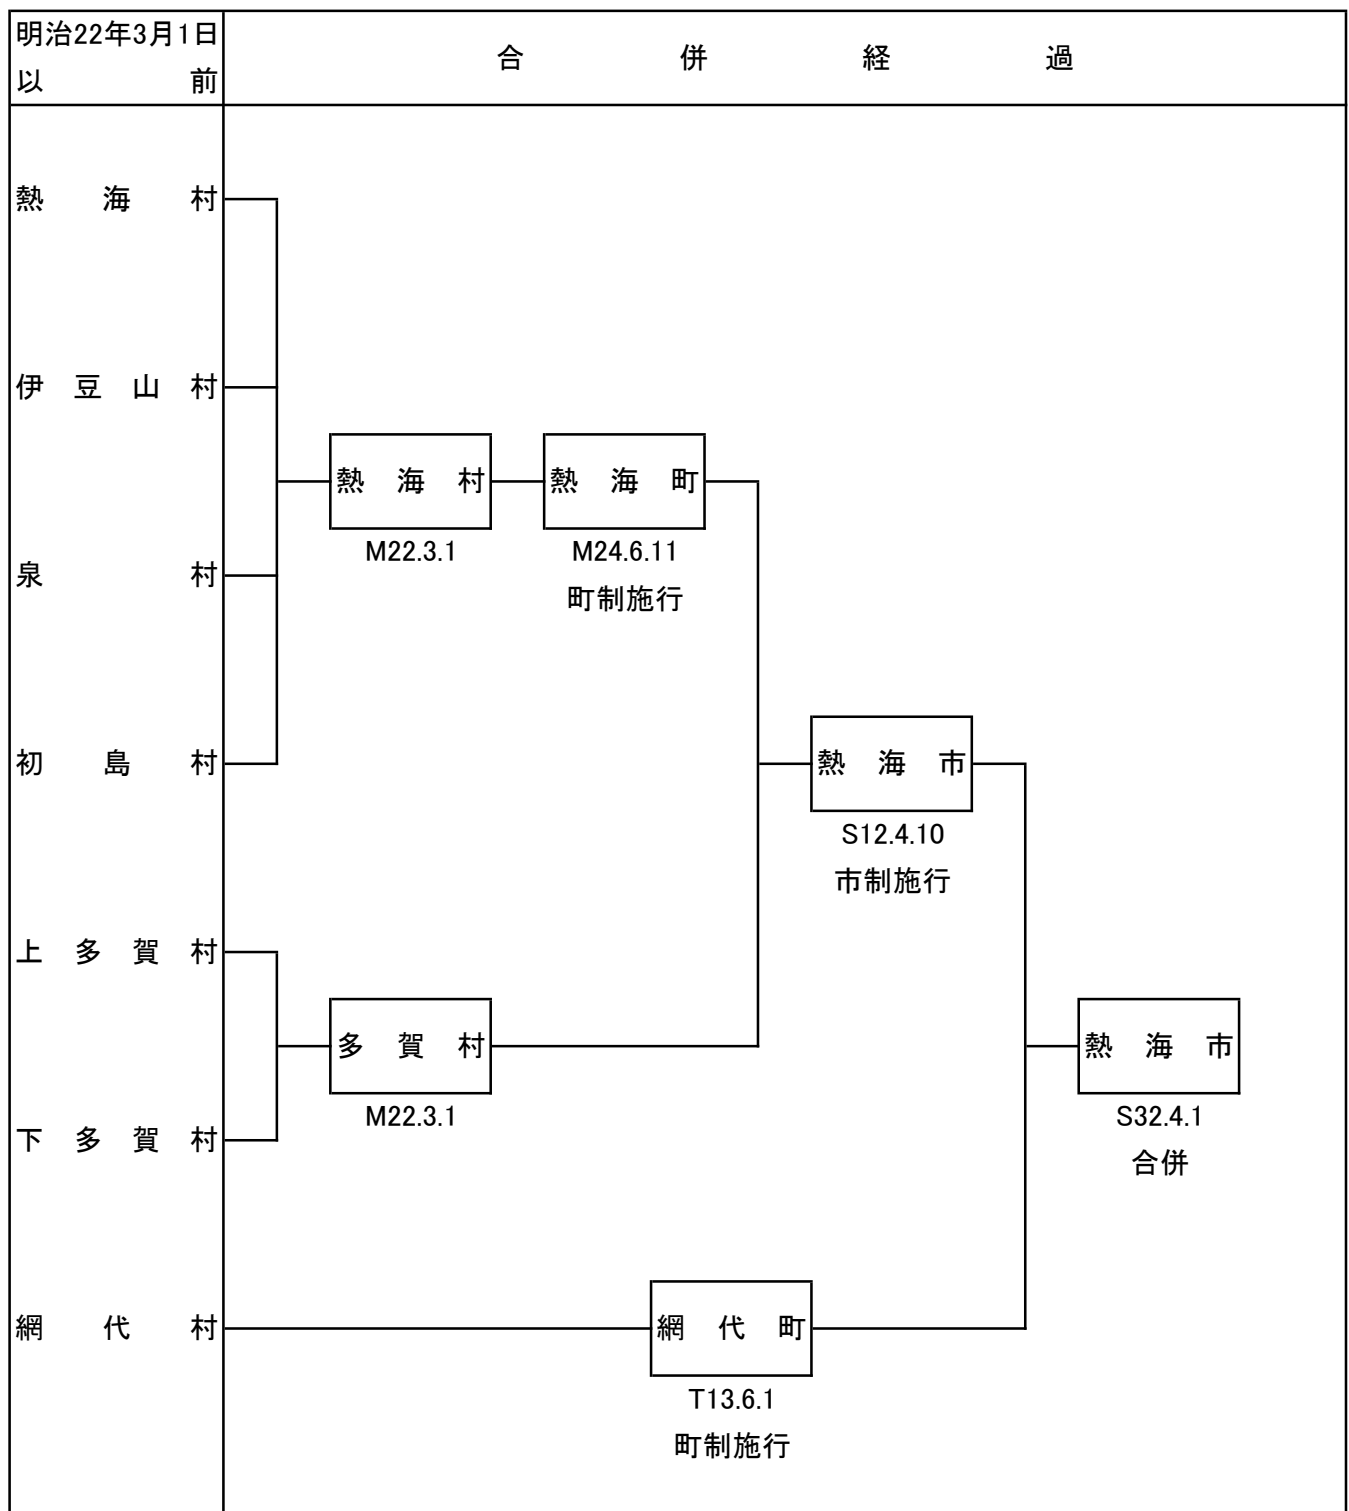 明治22年3月1日
以前
合併経過
熱海村
伊豆山村
熱海村
熱海町
M22.3.1
M24.6.11
町制施行
泉村
初島村
熱海市
S12.4.10
市制施行
上多賀村
多賀村
M22.3.1
熱海市
S32.4.1
合併
下多賀村
網代村
網代町
T13.6.1
町制施行